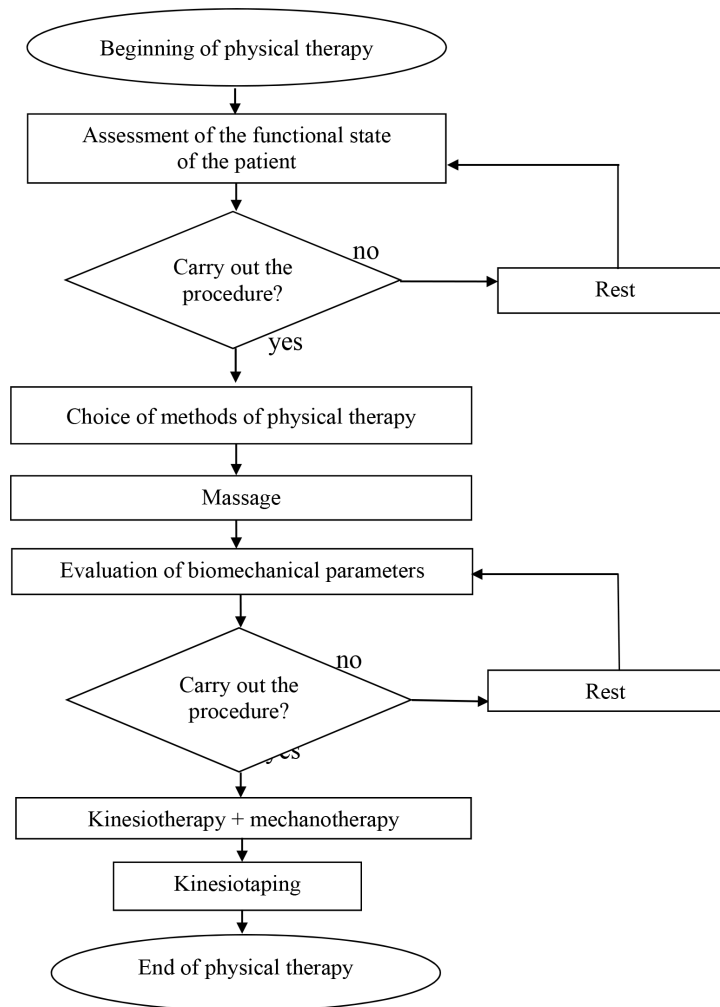 Beginning of physical therapy
Assessment of the functional state
of the patient
no
Carry out the
procedure?
Rest
yes
Choice of methods of physical therapy
Massage
Evaluation of biomechanical parameters
no
Carry out the
procedure?
Rest
yes
Kinesiotherapy + mechanotherapy
Kinesiotaping
End of physical therapy